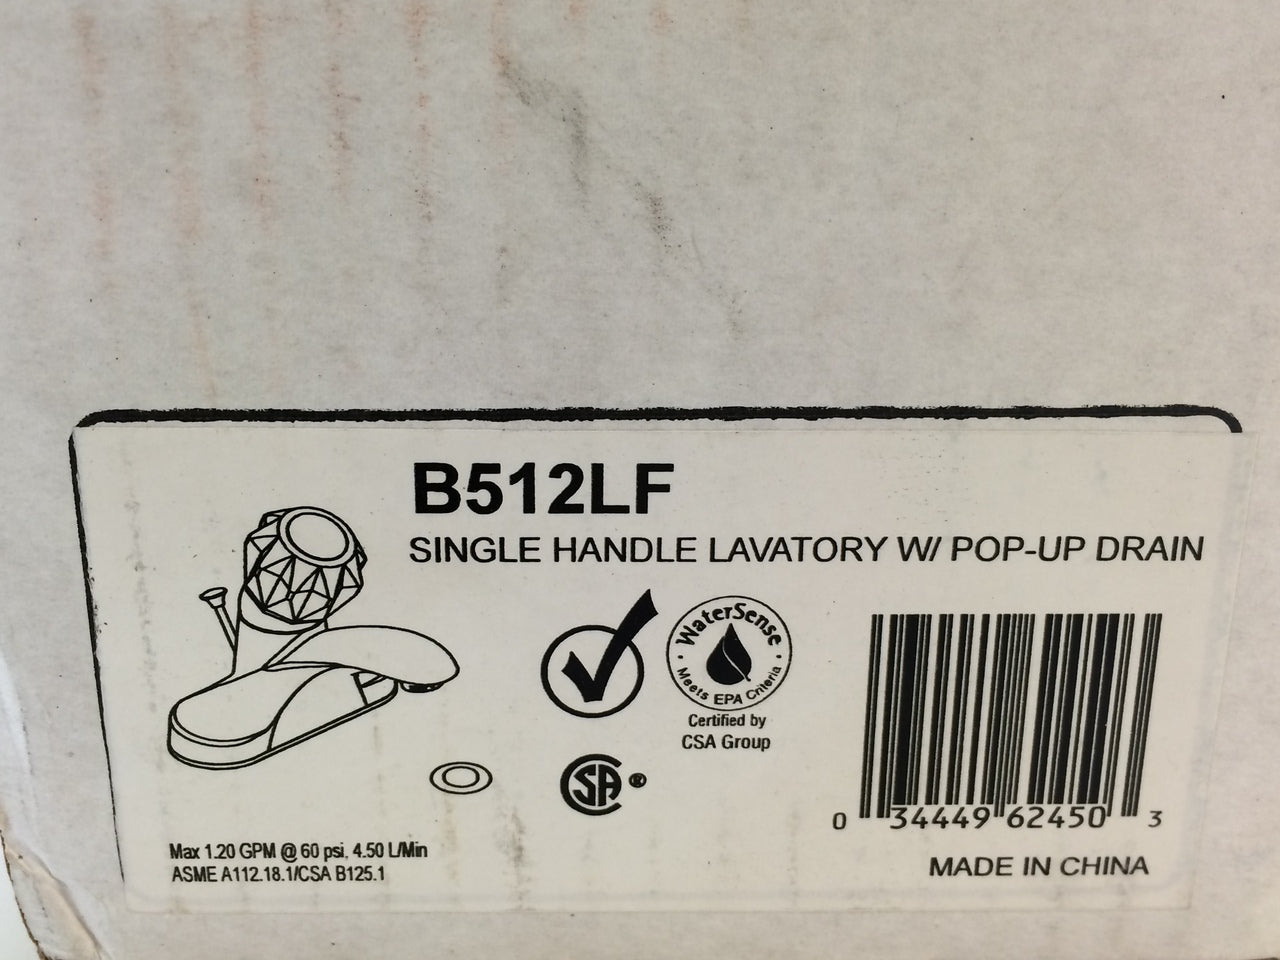 B512LF
SINGLE HANDLE LAVATORY W/ POP-UP DRAIN
WaterSense
Meets EPA Criteria
Certified by
CSA Group
CSA®
0 34449 62450 3
Max 1.20 GPM @ 60 psi, 4.50 L/Min
ASME A112.18.1/CSA B125.1
MADE IN CHINA